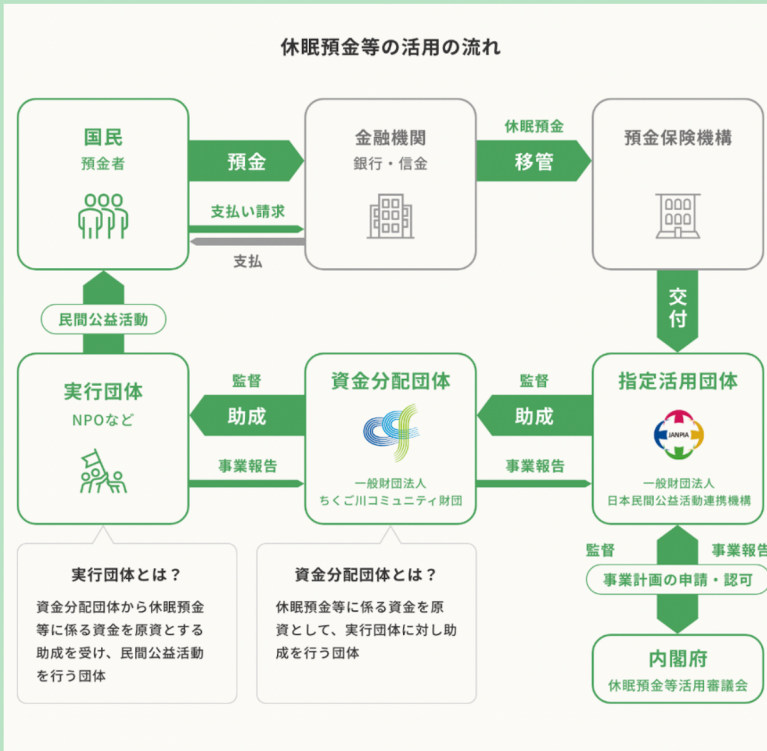 休眠預金等の活用の流れ
国民
預金者
預金
支払い請求
支払
金融機関
銀行・信金
休眠預金
移管
預金保険機構
交付
民間公益活動
実行団体
NPOなど
監督
助成
事業報告
資金分配団体
一般財団法人
ちくご川コミュニティ財団
監督
助成
事業報告
指定活用団体
JANPIA
一般財団法人
日本民間公益活動連携機構
実行団体とは？
資金分配団体から休眠預金
等に係る資金を原資とする
助成を受け、民間公益活動
を行う団体
資金分配団体とは？
休眠預金等に係る資金を原
資として、実行団体に対し助
成を行う団体
監督
事業報告
事業計画の申請・認可
内閣府
休眠預金等活用審議会